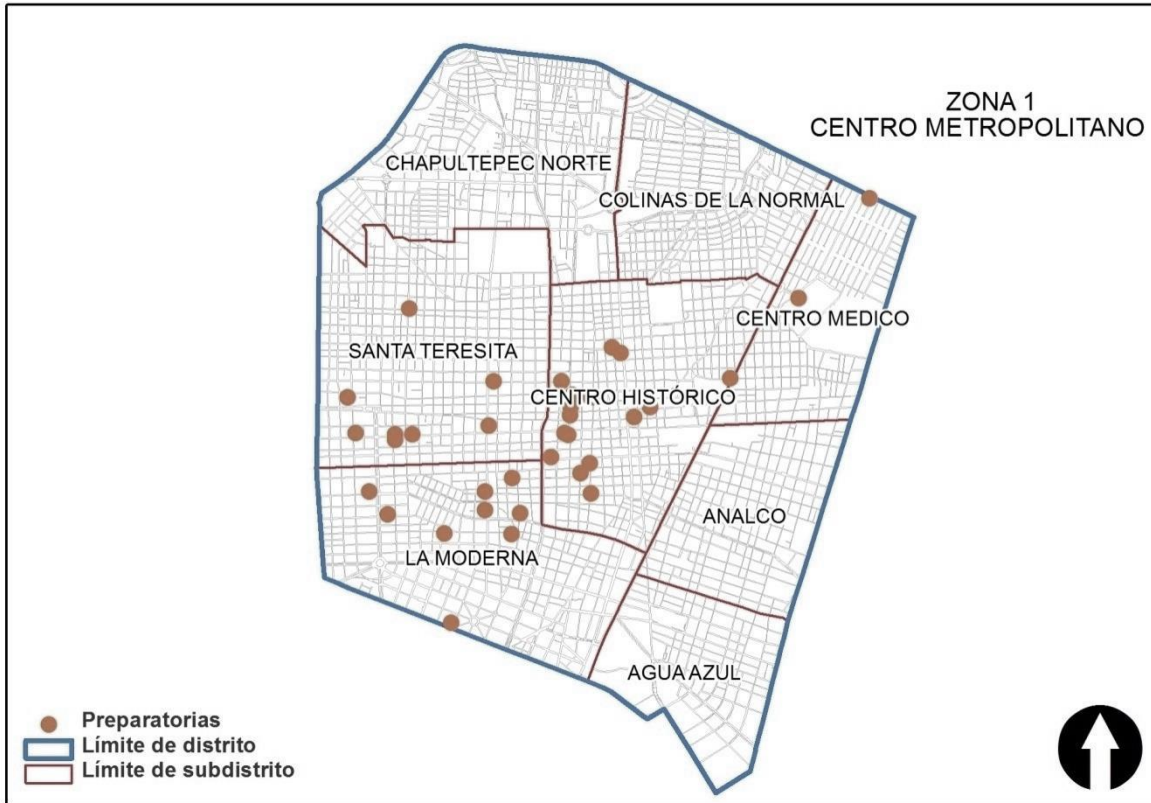 ZONA 1
CENTRO METROPOLITANO
CHAPULTEPEC NORTE
COLINAS DE LA NORMAL
CENTRO MEDICO
SANTA TERESITA
CENTRO HISTÓRICO
ANALCO
LA MODERNA
AGUA AZUL
Preparatorias
Límite de distrito
Límite de subdistrito